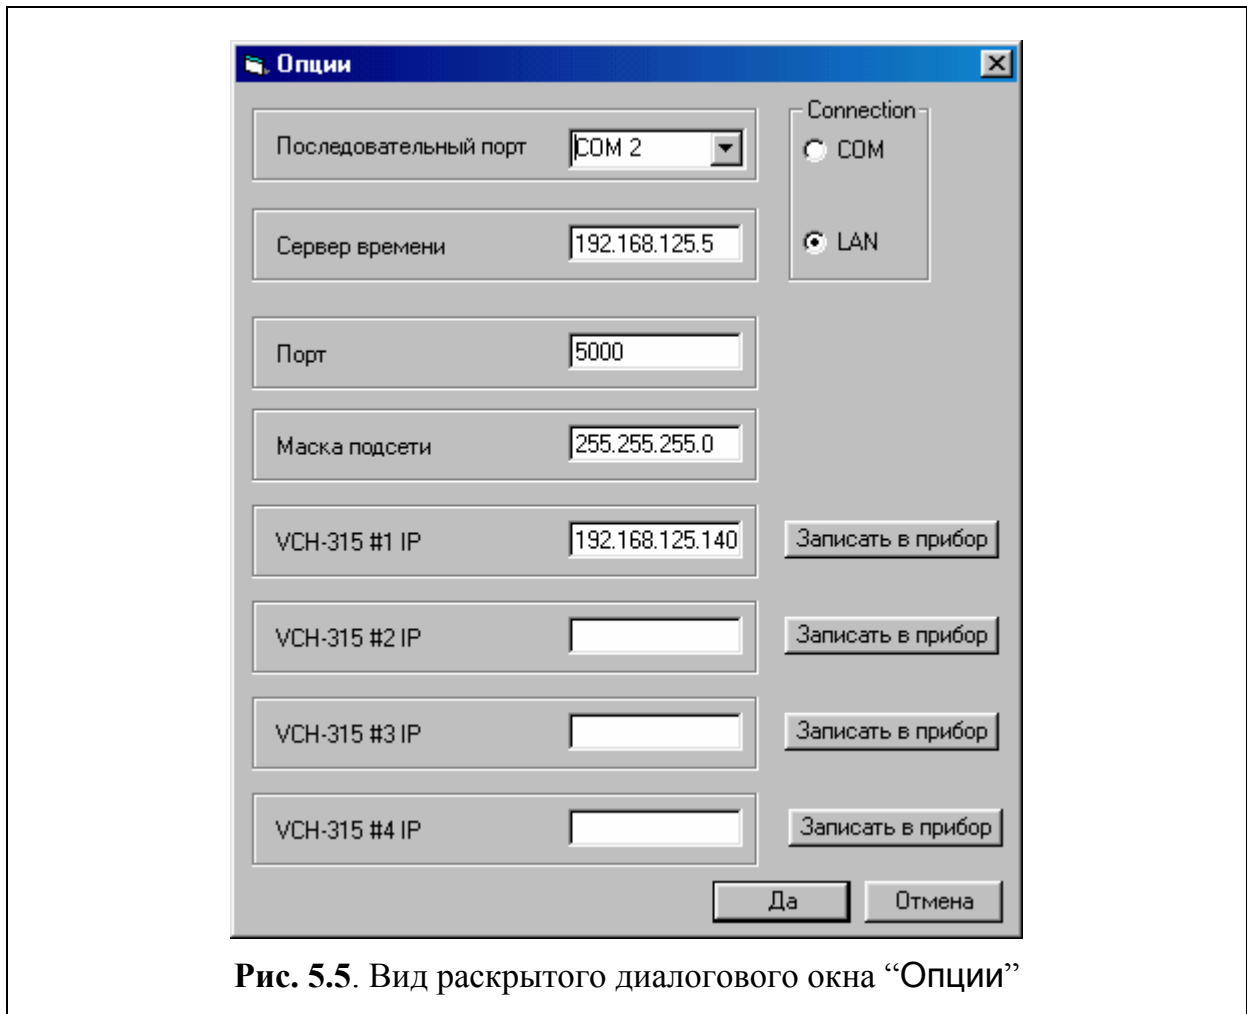 Опции
Connection
Последовательный порт COM 2
COM
Сервер времени 192.168.125.5
LAN
Порт 5000
Маска подсети 255.255.255.0
VCH-315 #1 IP 192.168.125.140 Записать в прибор
VCH-315 #2 IP Записать в прибор
VCH-315 #3 IP Записать в прибор
VCH-315 #4 IP Записать в прибор
Да Отмена
Рис. 5.5. Вид раскрытого диалогового окна “Опции”